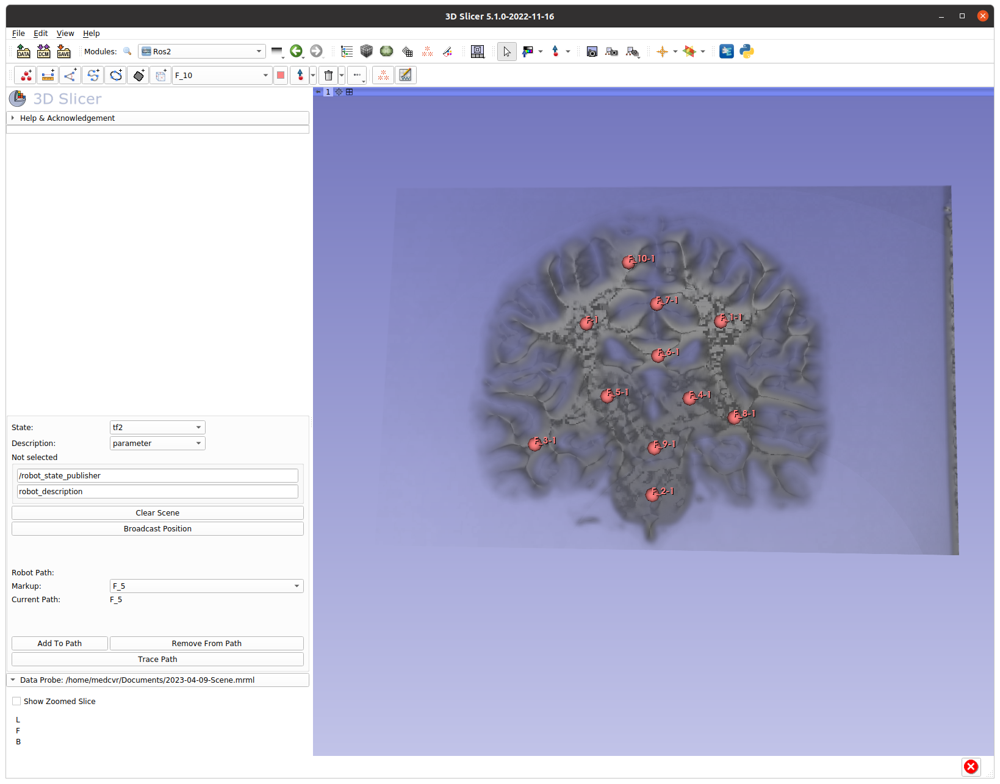 3D Slicer 5.1.0-2022-11-16
File Edit View Help
DATA DCM SAVE Modules: Ros2
F_10
1
3D Slicer
Help & Acknowledgement
F_10-1
F_7-1
F-1
F_1-1
F_6-1
F_5-1
F_4-1
F_8-1
F_3-1
F_9-1
F_2-1
State: tf2
Description: parameter
Not selected
/robot_state_publisher
robot_description
Clear Scene
Broadcast Position
Robot Path:
Markup: F_5
Current Path: F_5
Add To Path Remove From Path
Trace Path
Data Probe: /home/medcvr/Documents/2023-04-09-Scene.mrml
Show Zoomed Slice
L
F
B